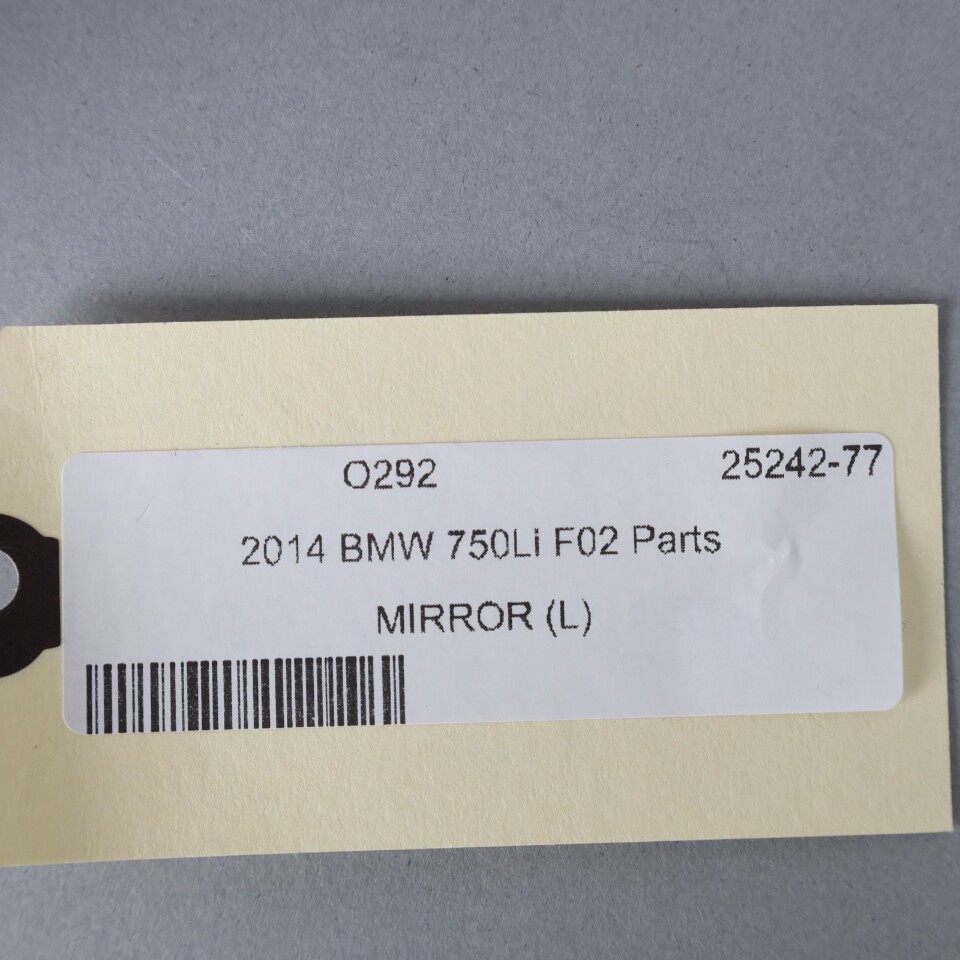 O292 25242-77
2014 BMW 750Li F02 Parts
MIRROR (L)